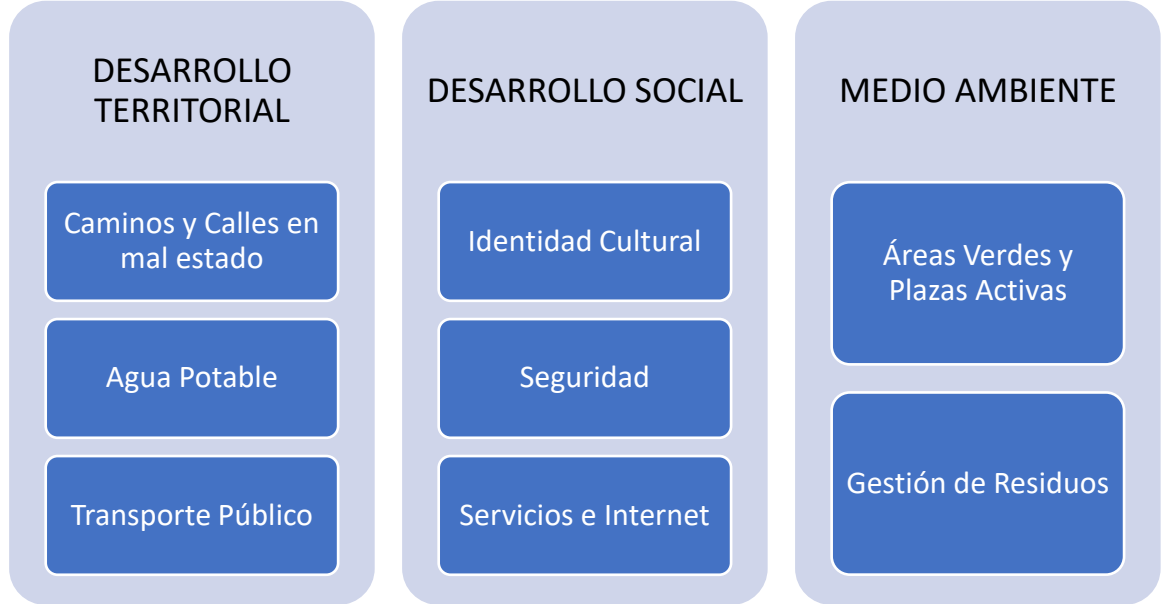 DESARROLLO
TERRITORIAL
Caminos y Calles en
mal estado
Agua Potable
Transporte Público
DESARROLLO SOCIAL
Identidad Cultural
Seguridad
Servicios e Internet
MEDIO AMBIENTE
Áreas Verdes y
Plazas Activas
Gestión de Residuos